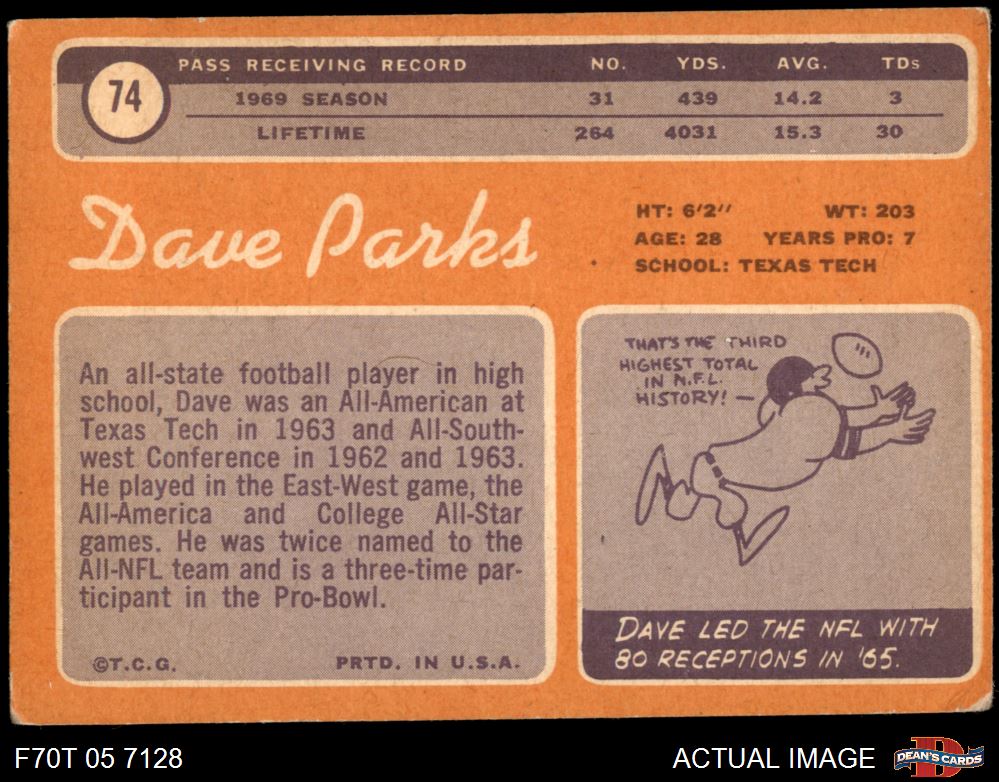 74
PASS RECEIVING RECORD NO. YDS. AVG. TDs
1969 SEASON 31 439 14.2 3
LIFETIME 264 4031 15.3 30
Dave Parks
HT: 6'2" WT: 203
AGE: 28 YEARS PRO: 7
SCHOOL: TEXAS TECH
An all-state football player in high
school, Dave was an All-American at
Texas Tech in 1963 and All-South-
west Conference in 1962 and 1963.
He played in the East-West game, the
All-America and College All-Star
games. He was twice named to the
All-NFL team and is a three-time par-
ticipant in the Pro-Bowl.
©T.C.G. PRTD. IN U.S.A.
THAT'S THE THIRD
HIGHEST TOTAL
IN N.F.L.
HISTORY! —
DAVE LED THE NFL WITH
80 RECEPTIONS IN '65.
F70T 05 7128
ACTUAL IMAGE
D
DEAN'S CARDS